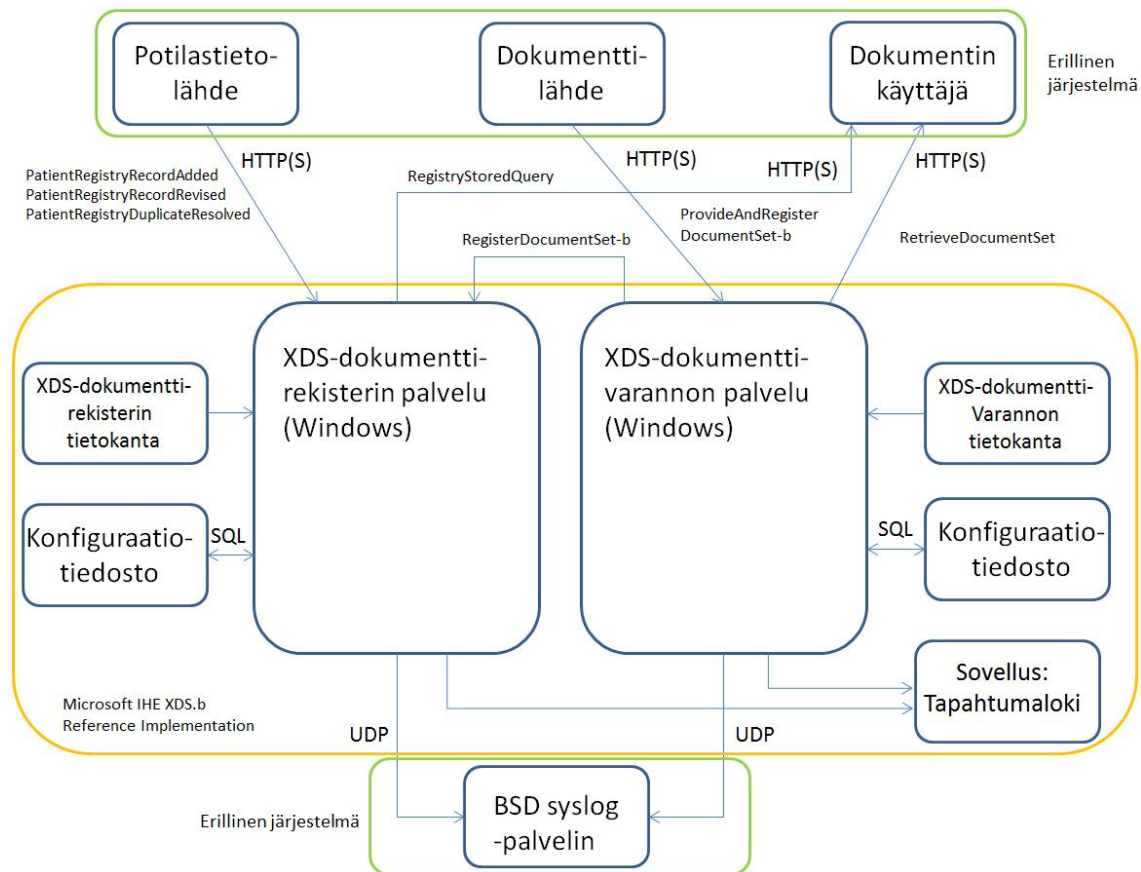 Potilastieto-
lähde
Dokumentti-
lähde
Dokumentin
käyttäjä
Erillinen
järjestelmä
HTTP(S)
HTTP(S)
HTTP(S)
HTTP(S)
PatientRegistryRecordAdded
PatientRegistryRecordRevised
PatientRegistryDuplicateResolved
RegistryStoredQuery
ProvideAndRegister
DocumentSet-b
RegisterDocumentSet-b
RetrieveDocumentSet
XDS-dokumentti-
rekisterin palvelu
(Windows)
XDS-dokumentti-
varannon palvelu
(Windows)
XDS-dokumentti-
rekisterin
tietokanta
XDS-dokumentti-
Varannon
tietokanta
Konfiguraatio-
tiedosto
SQL
SQL
Konfiguraatio-
tiedosto
Sovellus:
Tapahtumaloki
Microsoft IHE XDS.b
Reference Implementation
UDP
UDP
Erillinen järjestelmä
BSD syslog
-palvelin